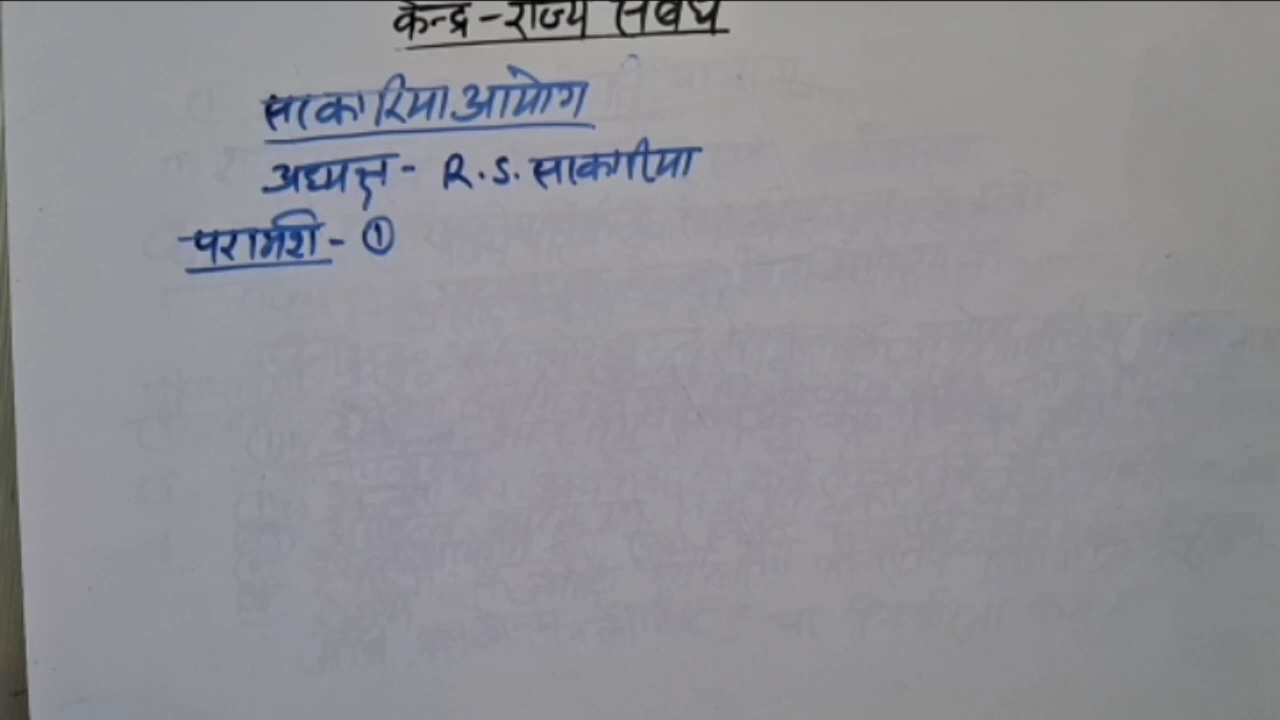 केन्द्र-राज्य संबंध
सरकारिया आयोग
अध्यक्ष - R.S. सरकारिया
परामर्श - ①